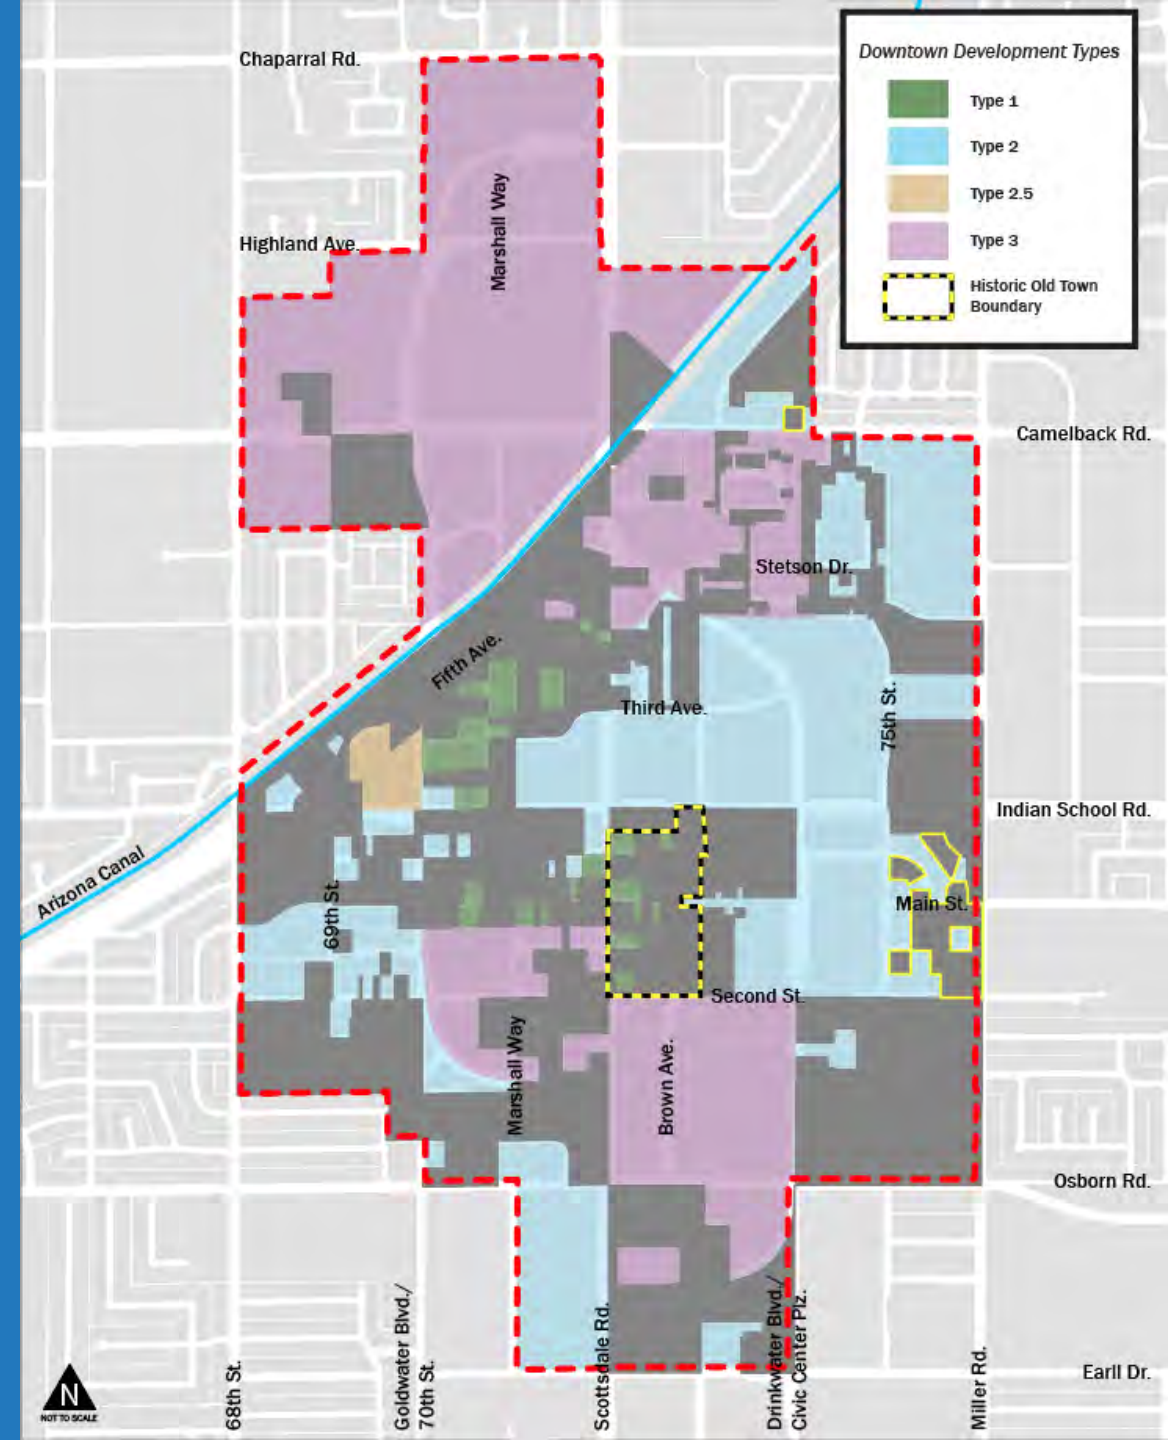 Downtown Development Types
Type 1
Type 2
Type 2.5
Type 3
Historic Old Town
Boundary
Chaparral Rd.
Marshall Way
Highland Ave.
Camelback Rd.
Stetson Dr.
Fifth Ave.
Third Ave.
75th St.
Indian School Rd.
Arizona Canal
69th St.
Main St.
Second St.
Marshall Way
Brown Ave.
Osborn Rd.
Earll Dr.
68th St.
Goldwater Blvd./
70th St.
Scottsdale Rd.
Drinkwater Blvd./
Civic Center Plz.
Miller Rd.
N
NOT TO SCALE